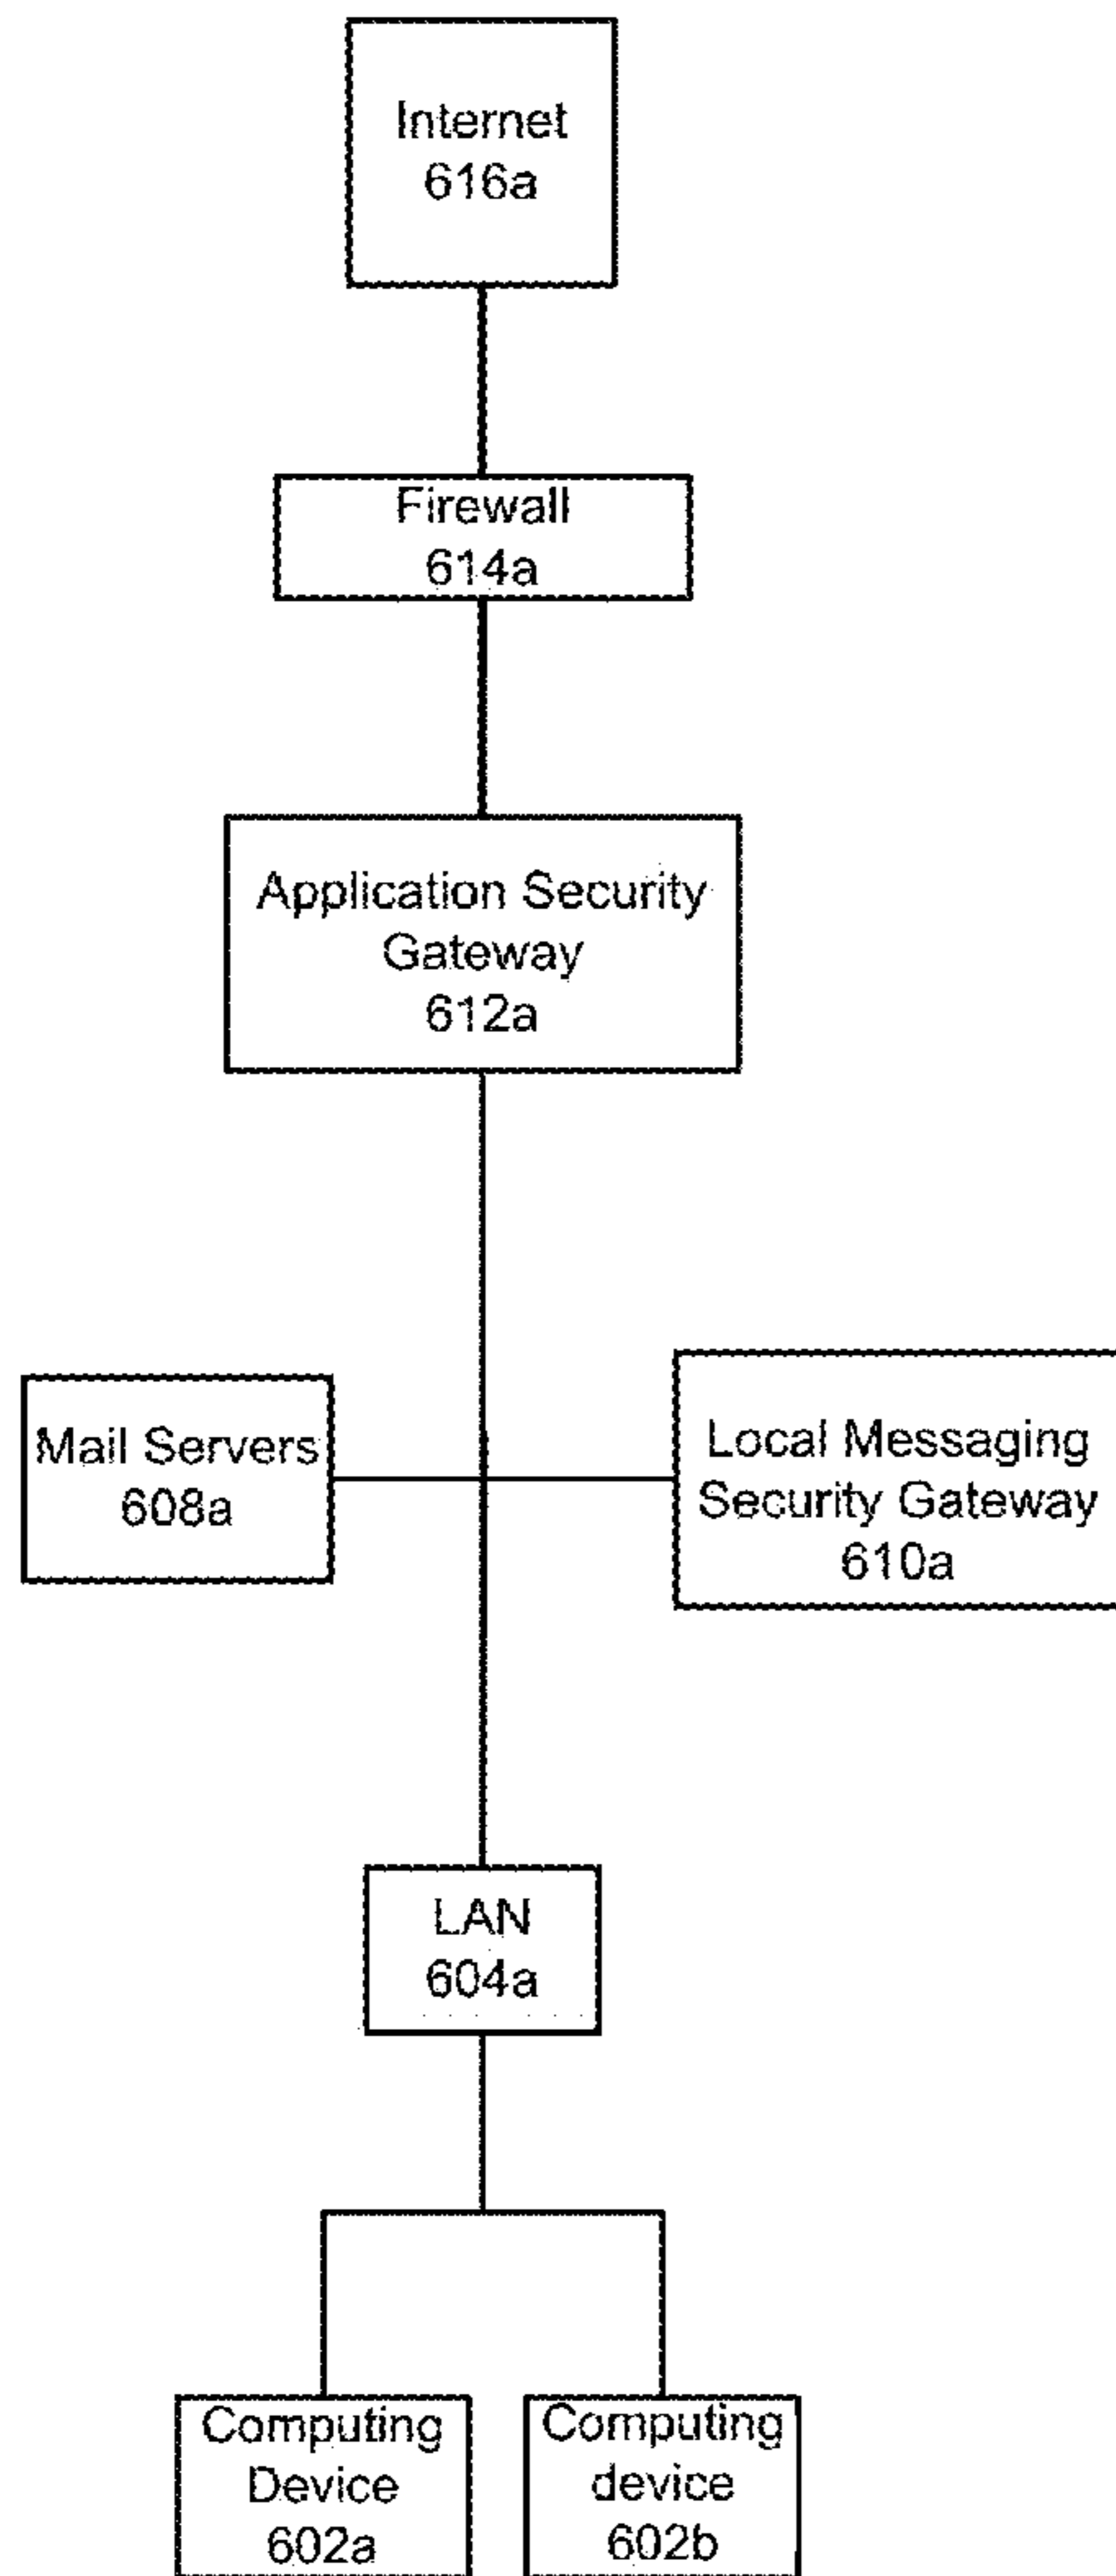 Internet
616a
Firewall
614a
Application Security
Gateway
612a
Mail Servers
608a
Local Messaging
Security Gateway
610a
LAN
604a
Computing
Device
602a
Computing
device
602b